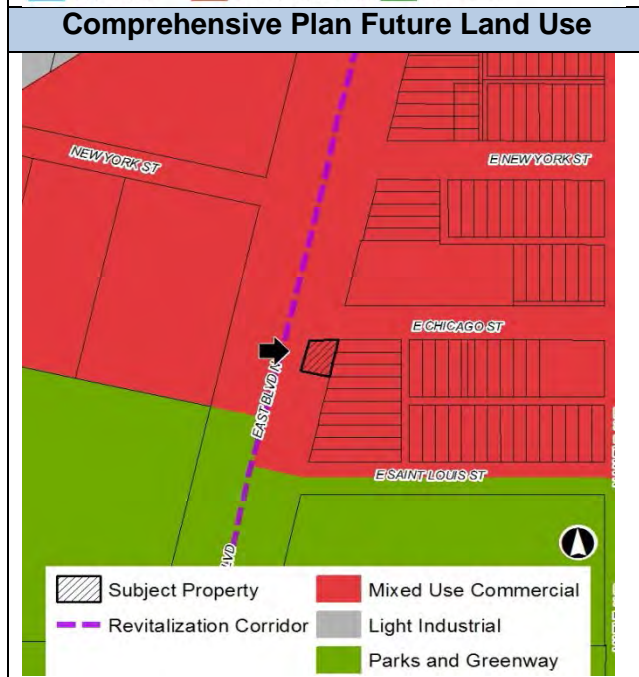 Comprehensive Plan Future Land Use
NEW YORK ST
E NEW YORK ST
E CHICAGO ST
EAST BLVD N
E SAINT LOUIS ST
BLVD
Subject Property
Mixed Use Commercial
Revitalization Corridor
Light Industrial
Parks and Greenway